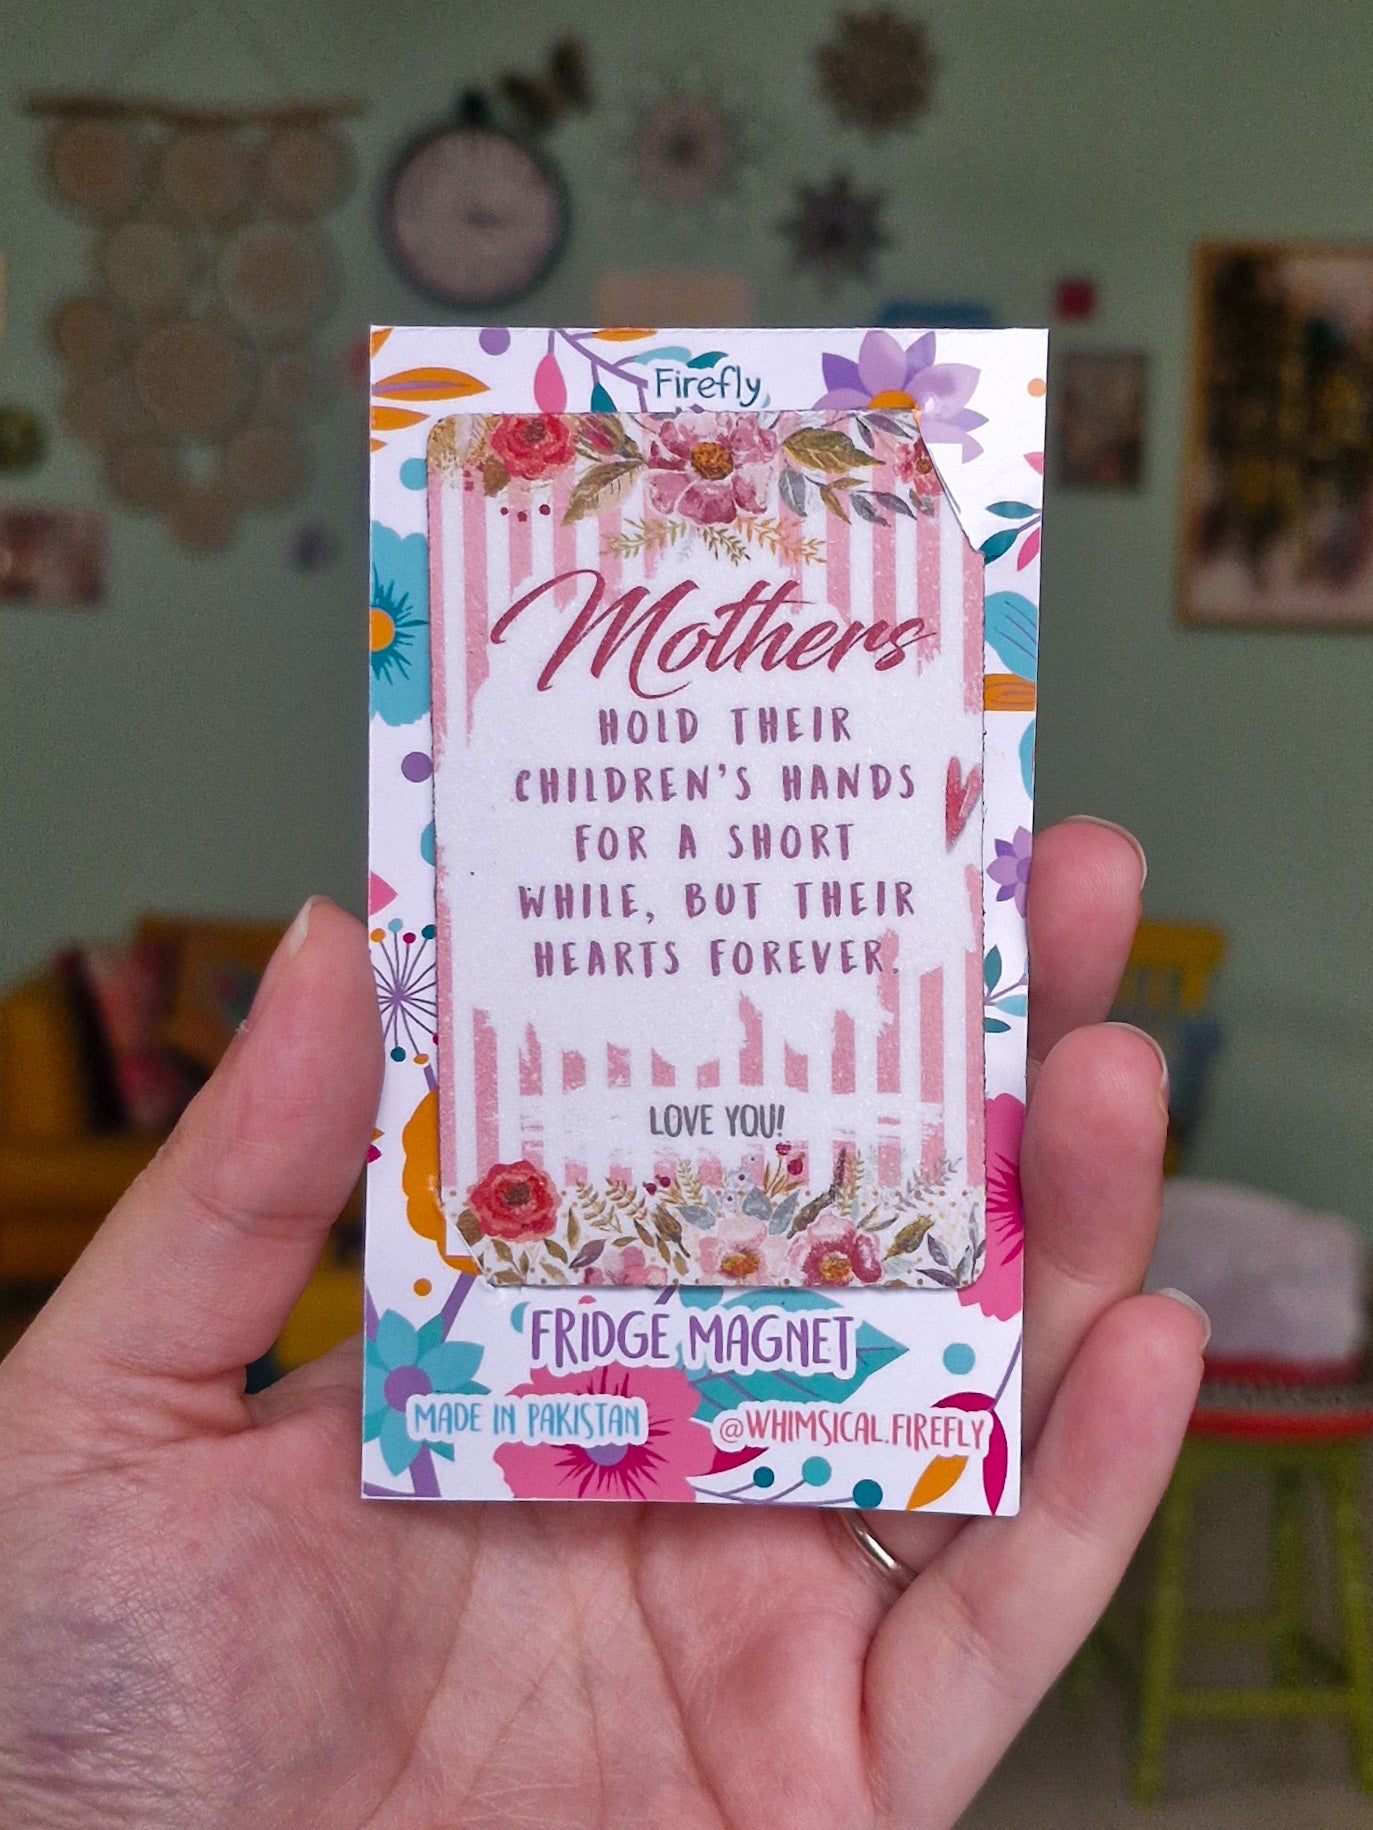 Firefly
Mothers
HOLD THEIR
CHILDREN'S HANDS
FOR A SHORT
WHILE, BUT THEIR
HEARTS FOREVER.
LOVE YOU!
FRIDGE MAGNET
MADE IN PAKISTAN
@WHIMSICAL.FIREFLY